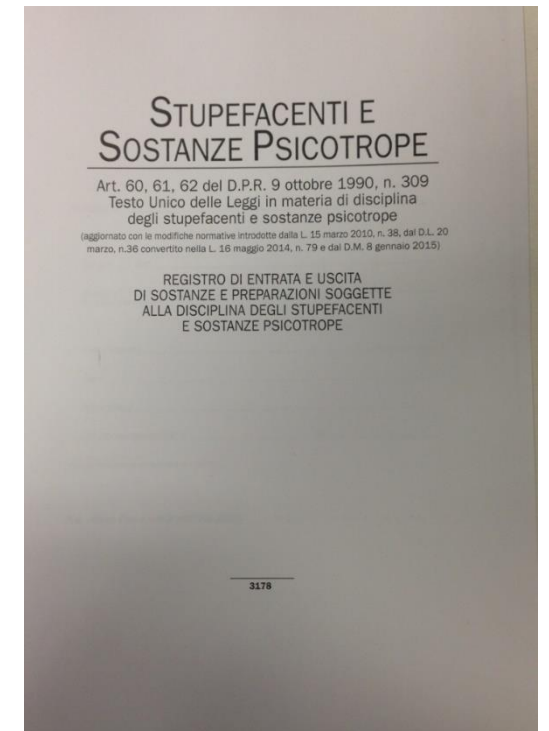 STUPEFACENTI E
SOSTANZE PSICOTROPE
Art. 60, 61, 62 del D.P.R. 9 ottobre 1990, n. 309
Testo Unico delle Leggi in materia di disciplina
degli stupefacenti e sostanze psicotrope
(aggiornato con le modifiche normative introdotte dalla L. 15 marzo 2010, n. 38, dal D.L. 20
marzo, n.36 convertito nella L. 16 maggio 2014, n. 79 e dal D.M. 8 gennaio 2015)
REGISTRO DI ENTRATA E USCITA
DI SOSTANZE E PREPARAZIONI SOGGETTE
ALLA DISCIPLINA DEGLI STUPEFACENTI
E SOSTANZE PSICOTROPE
3178